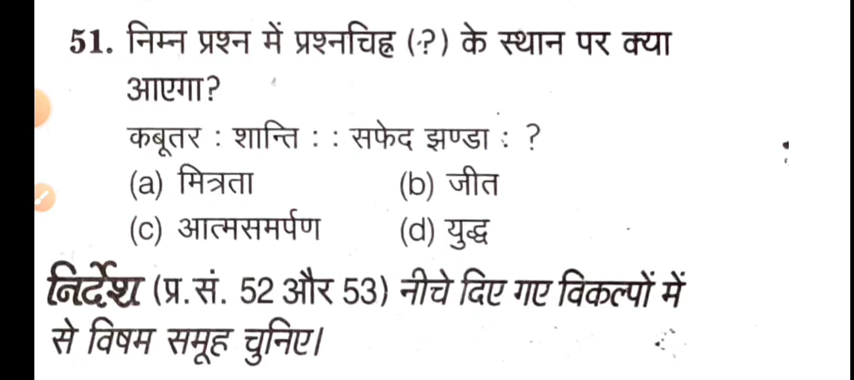 51. निम्न प्रश्न में प्रश्नचिह्न (?) के स्थान पर क्या
आएगा?
कबूतर : शान्ति : : सफेद झण्डा : ?
(a) मित्रता (b) जीत
(c) आत्मसमर्पण (d) युद्ध
निर्देश (प्र.सं. 52 और 53) नीचे दिए गए विकल्पों में
से विषम समूह चुनिए।